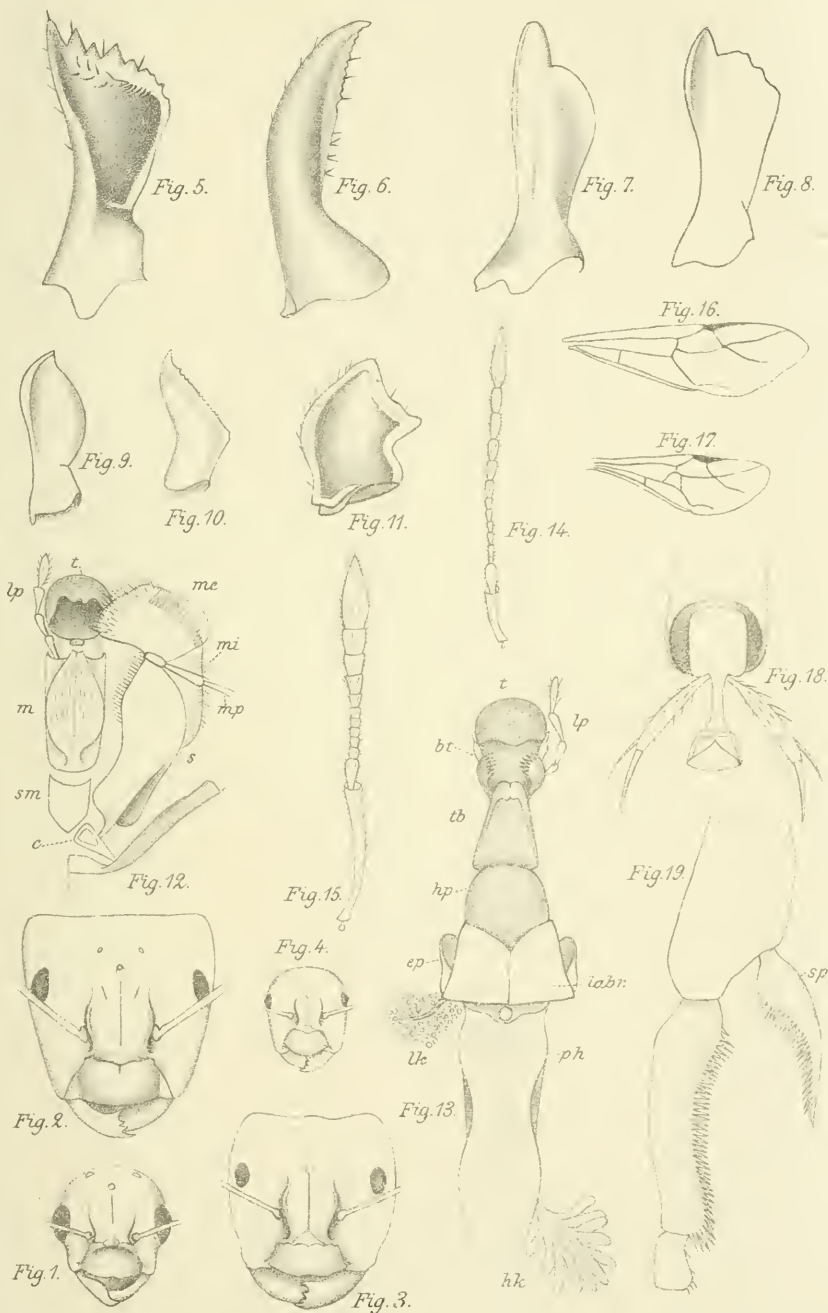 Fig. 5.
Fig. 6.
Fig. 7.
Fig. 8.
Fig. 16.
Fig. 9.
Fig. 10.
Fig. 11.
Fig. 14.
Fig. 17.
t.
lp
me
mi
m
mp
s
sm
c
Fig. 12.
Fig. 15.
t
lp
bt
tb
hp
ep
labr.
lk
ph
Fig. 13.
hk
Fig. 18.
Fig. 19.
sp
Fig. 4.
Fig. 2.
Fig. 1.
Fig. 3.